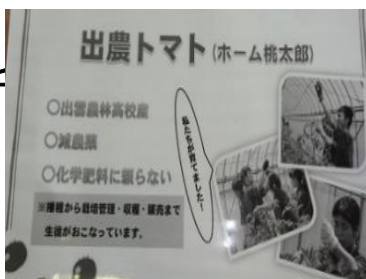 出農トマト(ホーム桃太郎)
○出雲農林高校産
○減農薬
○化学肥料に頼らない
※播種から栽培管理・収穫・販売まで
生徒がおこなっています。
私たちが育てました！